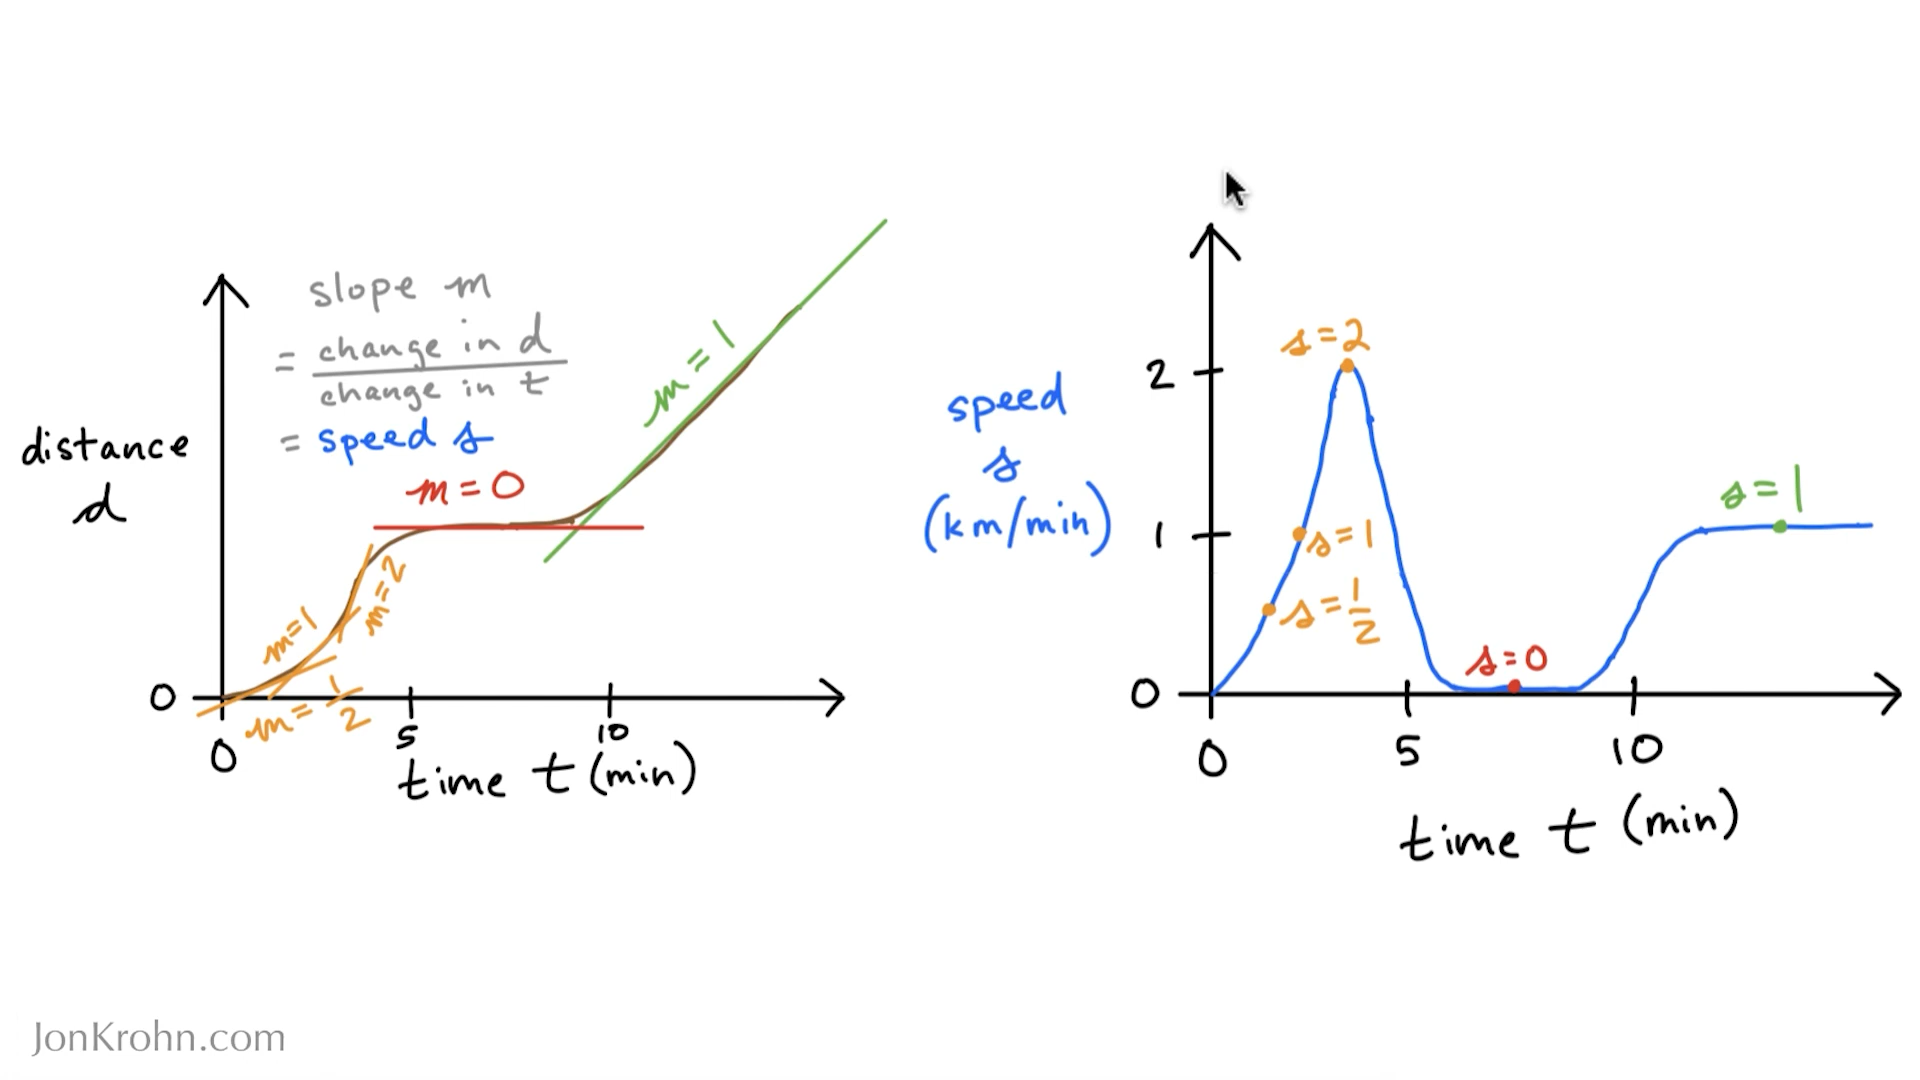 slope m
= change in d
change in t
= speed s
distance
d
m = 0
m = 1
m=1
m=2
m= 1/2
0
0
5
10
time t (min)
speed
s
(km/min)
2
1
0
s=2
s=1
s=1/2
s=0
s=1
0
5
10
time t (min)
JonKrohn.com